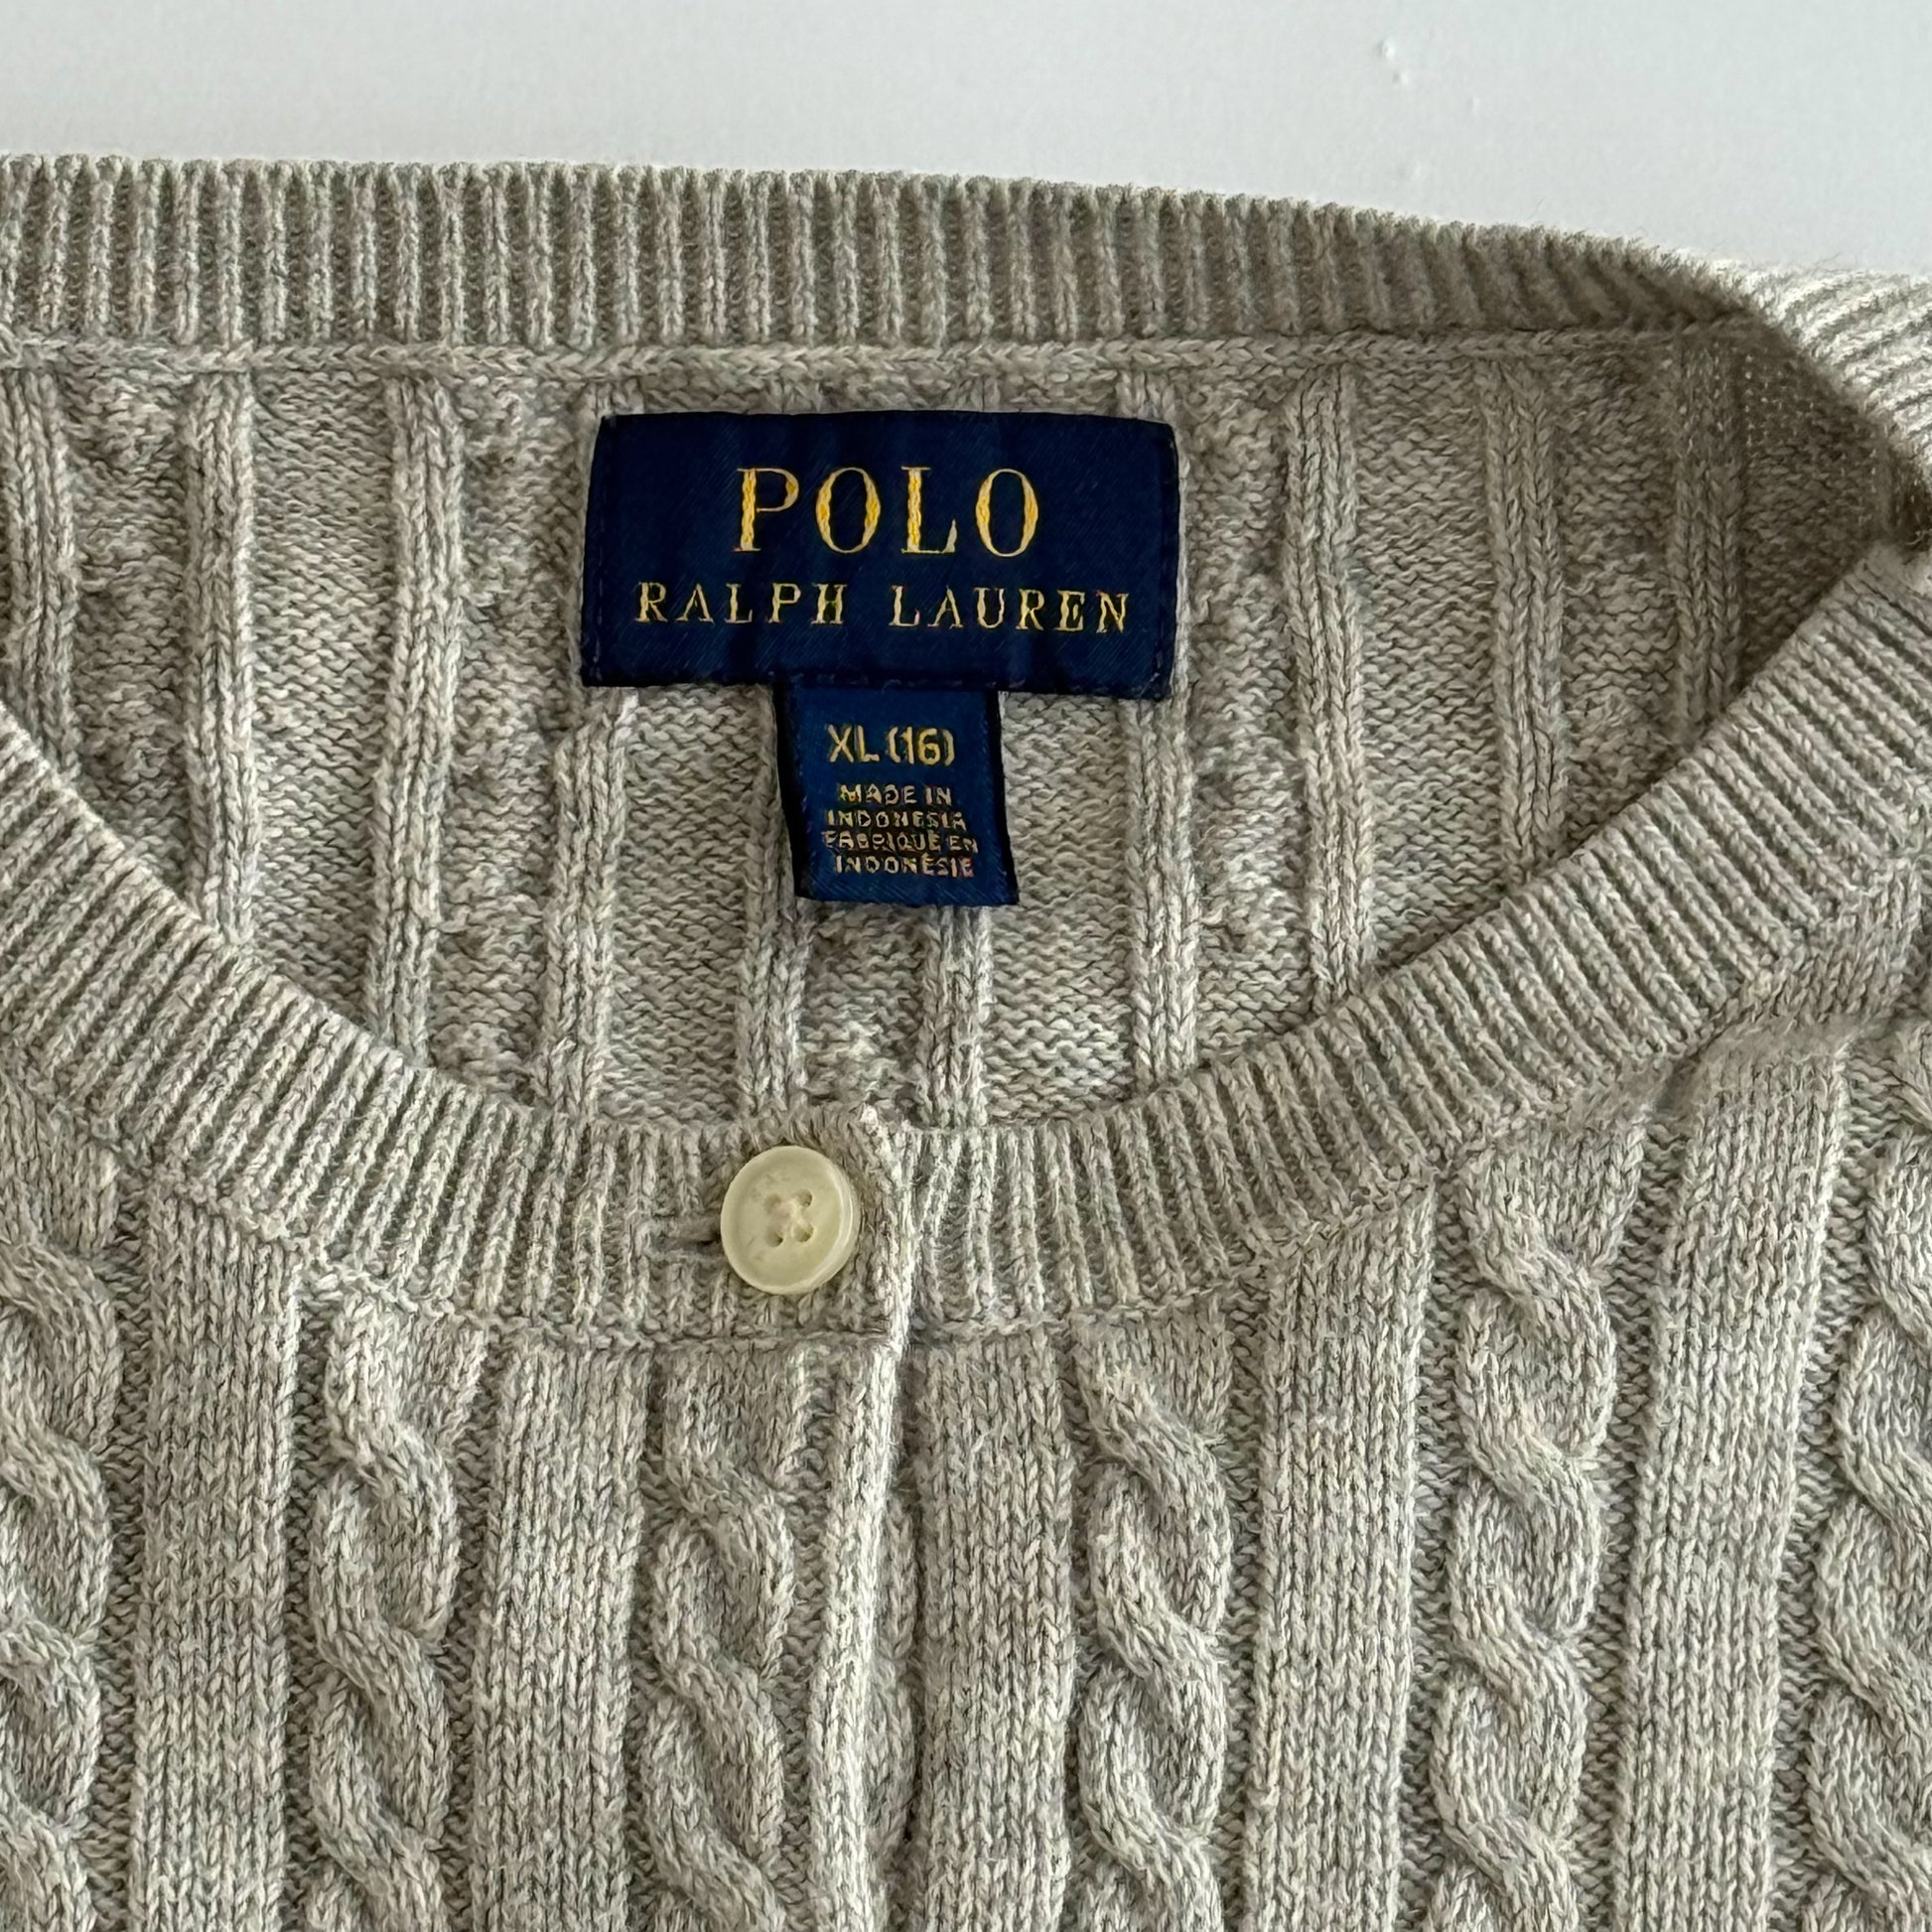 POLO
RALPH LAUREN
XL (16)
MADE IN
INDONESIA
FABRIQUÉ EN
INDONÉSIE